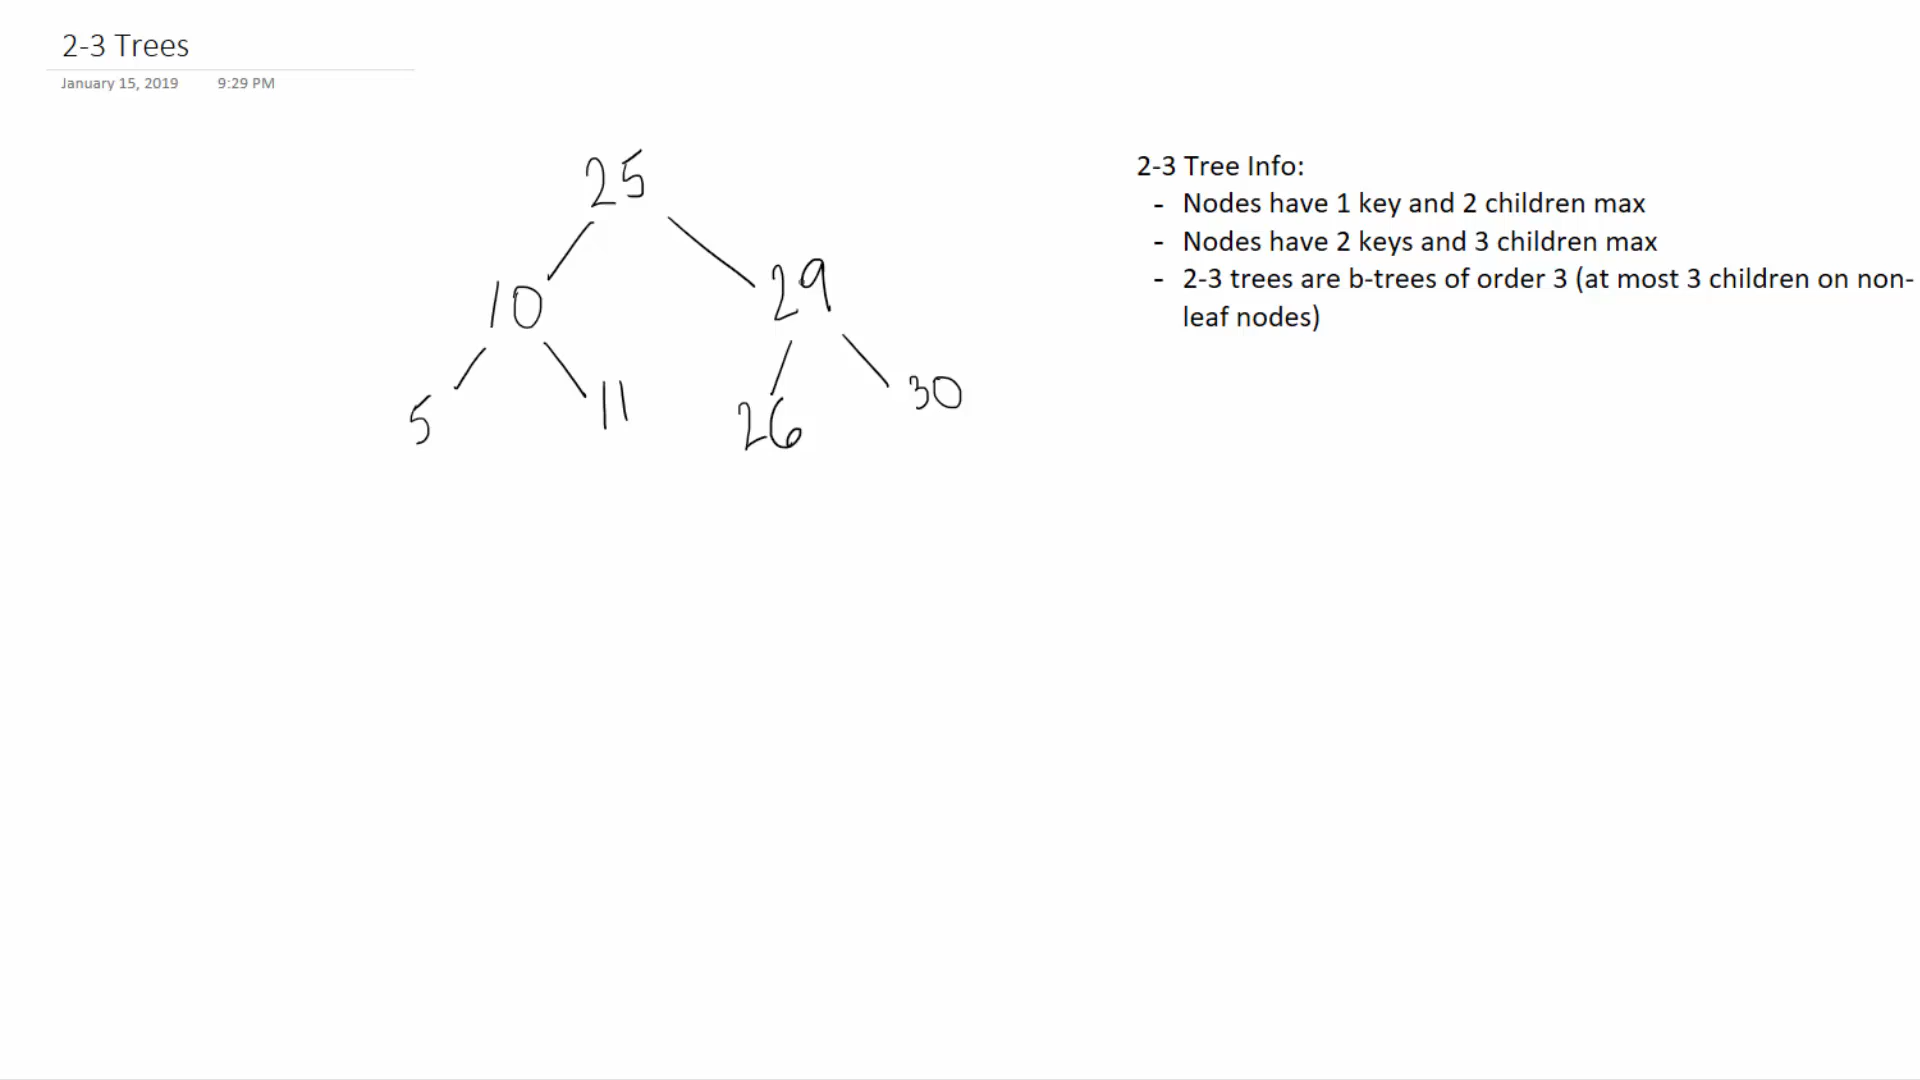 2-3 Trees
January 15, 2019 9:29 PM
25
10 29
5 11 26 30
2-3 Tree Info:
- Nodes have 1 key and 2 children max
- Nodes have 2 keys and 3 children max
- 2-3 trees are b-trees of order 3 (at most 3 children on non-
leaf nodes)